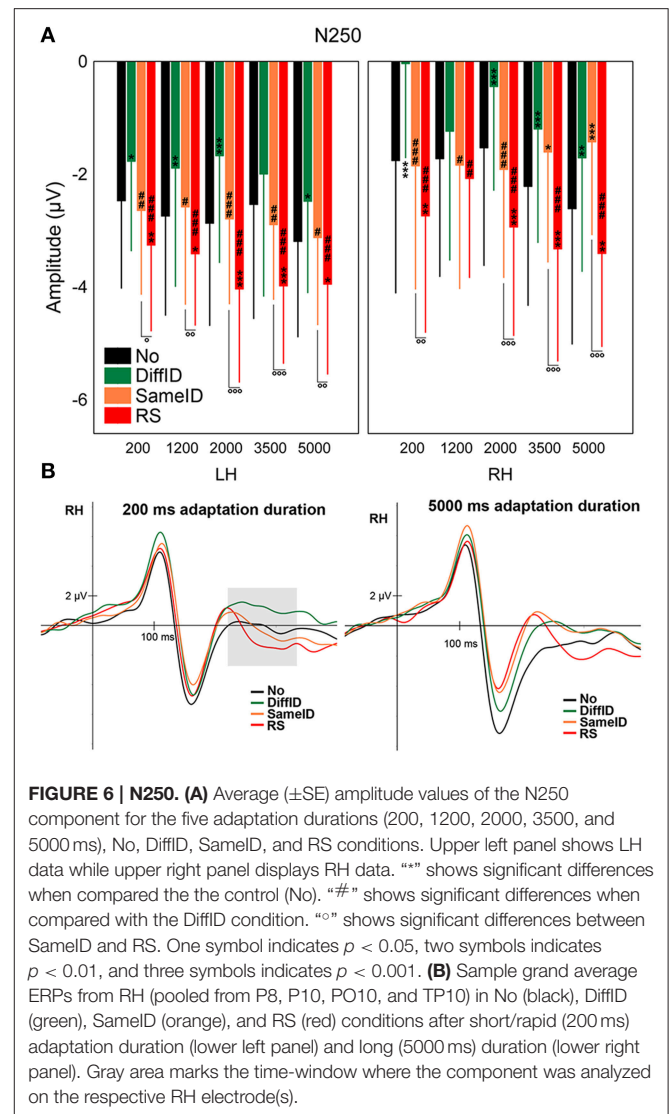 A
N250
0
-2
-4
-6
Amplitude (µV)
No
DiffID
SameID
RS
200 1200 2000 3500 5000
200 1200 2000 3500 5000
LH
RH
B
RH
200 ms adaptation duration
2 µV
100 ms
No
DiffID
SameID
RS
RH
5000 ms adaptation duration
2 µV
100 ms
No
DiffID
SameID
RS
FIGURE 6 | N250. (A) Average (±SE) amplitude values of the N250
component for the five adaptation durations (200, 1200, 2000, 3500, and
5000 ms), No, DiffID, SameID, and RS conditions. Upper left panel shows LH
data while upper right panel displays RH data. “*” shows significant differences
when compared the the control (No). “#” shows significant differences when
compared with the DiffID condition. “°” shows significant differences between
SameID and RS. One symbol indicates p < 0.05, two symbols indicates
p < 0.01, and three symbols indicates p < 0.001. (B) Sample grand average
ERPs from RH (pooled from P8, P10, PO10, and TP10) in No (black), DiffID
(green), SameID (orange), and RS (red) conditions after short/rapid (200 ms)
adaptation duration (lower left panel) and long (5000 ms) duration (lower right
panel). Gray area marks the time-window where the component was analyzed
on the respective RH electrode(s).